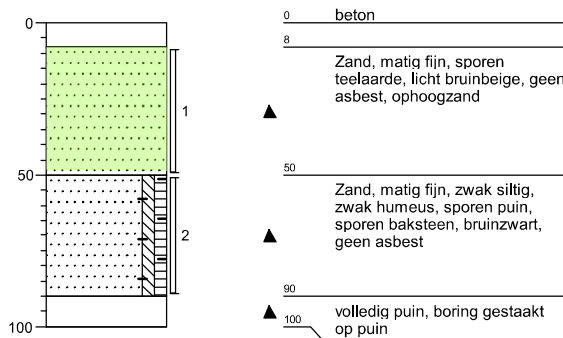 0
50
100
1
2
0
beton
8
Zand, matig fijn, sporen
teelaarde, licht bruinbeige, geen
asbest, ophoogzand
50
Zand, matig fijn, zwak siltig,
zwak humeus, sporen puin,
sporen baksteen, bruinzwart,
geen asbest
90
volledig puin, boring gestaakt
op puin
100